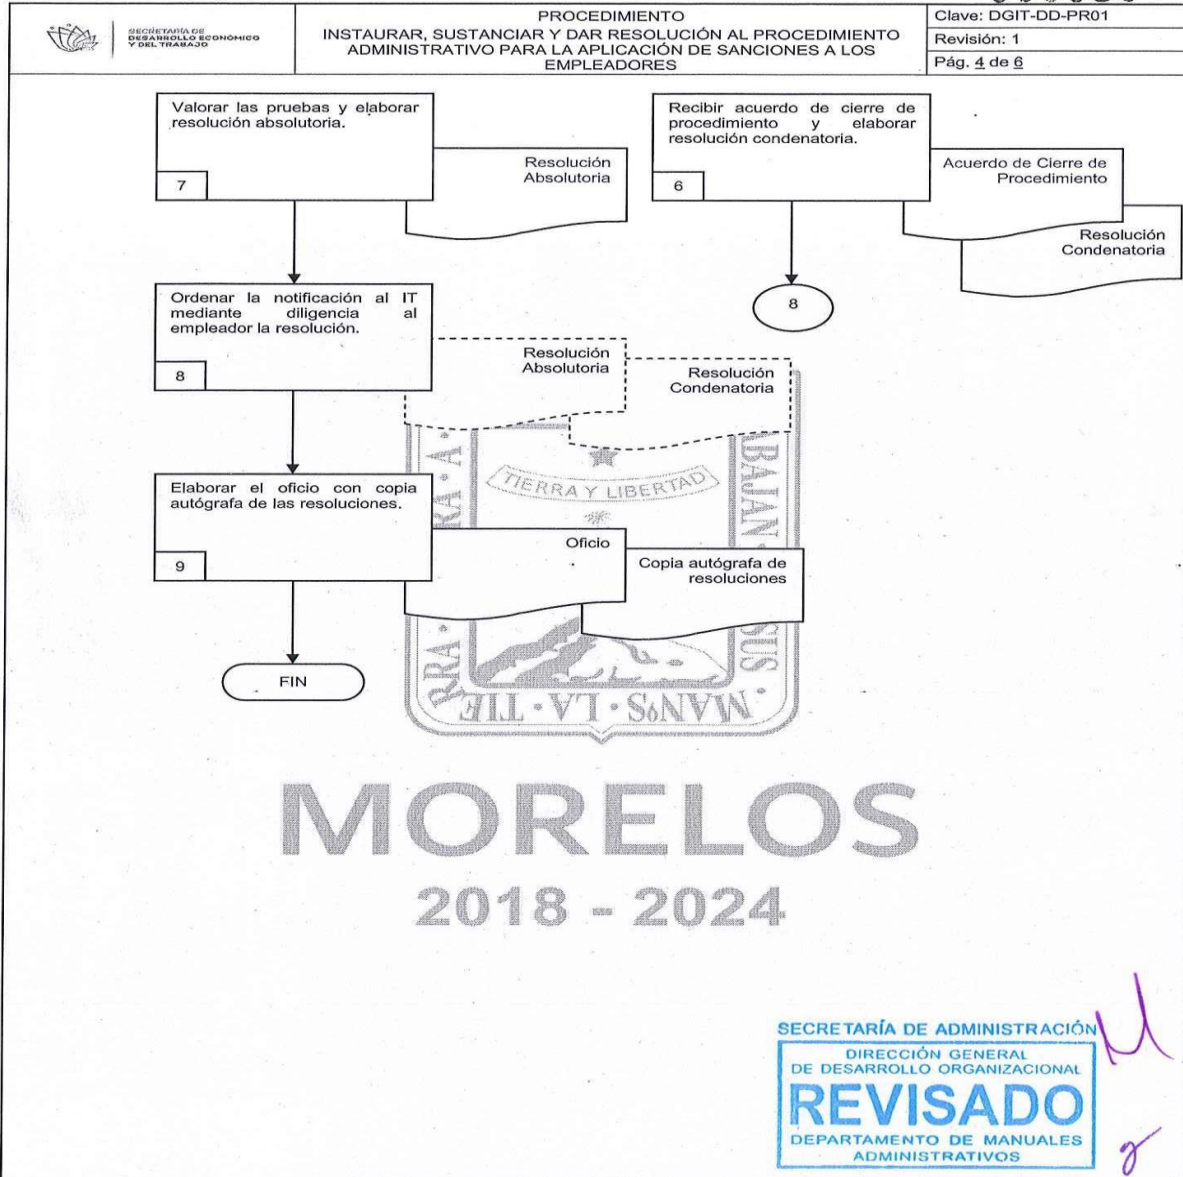 SECRETARÍA DE
DESARROLLO ECONÓMICO
Y DEL TRABAJO
PROCEDIMIENTO
INSTAURAR, SUSTANCIAR Y DAR RESOLUCIÓN AL PROCEDIMIENTO
ADMINISTRATIVO PARA LA APLICACIÓN DE SANCIONES A LOS
EMPLEADORES
Clave: DGIT-DD-PR01
Revisión: 1
Pág. 4 de 6
Valorar las pruebas y elaborar
resolución absolutoria.
7
Resolución
Absolutoria
Recibir acuerdo de cierre de
procedimiento y elaborar
resolución condenatoria.
6
Acuerdo de Cierre de
Procedimiento
Resolución
Condenatoria
8
Ordenar la notificación al IT
mediante diligencia al
empleador la resolución.
8
Resolución
Absolutoria
Resolución
Condenatoria
Elaborar el oficio con copia
autógrafa de las resoluciones.
9
Oficio
Copia autógrafa de
resoluciones
FIN
TIERRA Y LIBERTAD
MORELOS
2018 - 2024
SECRETARÍA DE ADMINISTRACIÓN
DIRECCIÓN GENERAL
DE DESARROLLO ORGANIZACIONAL
REVISADO
DEPARTAMENTO DE MANUALES
ADMINISTRATIVOS